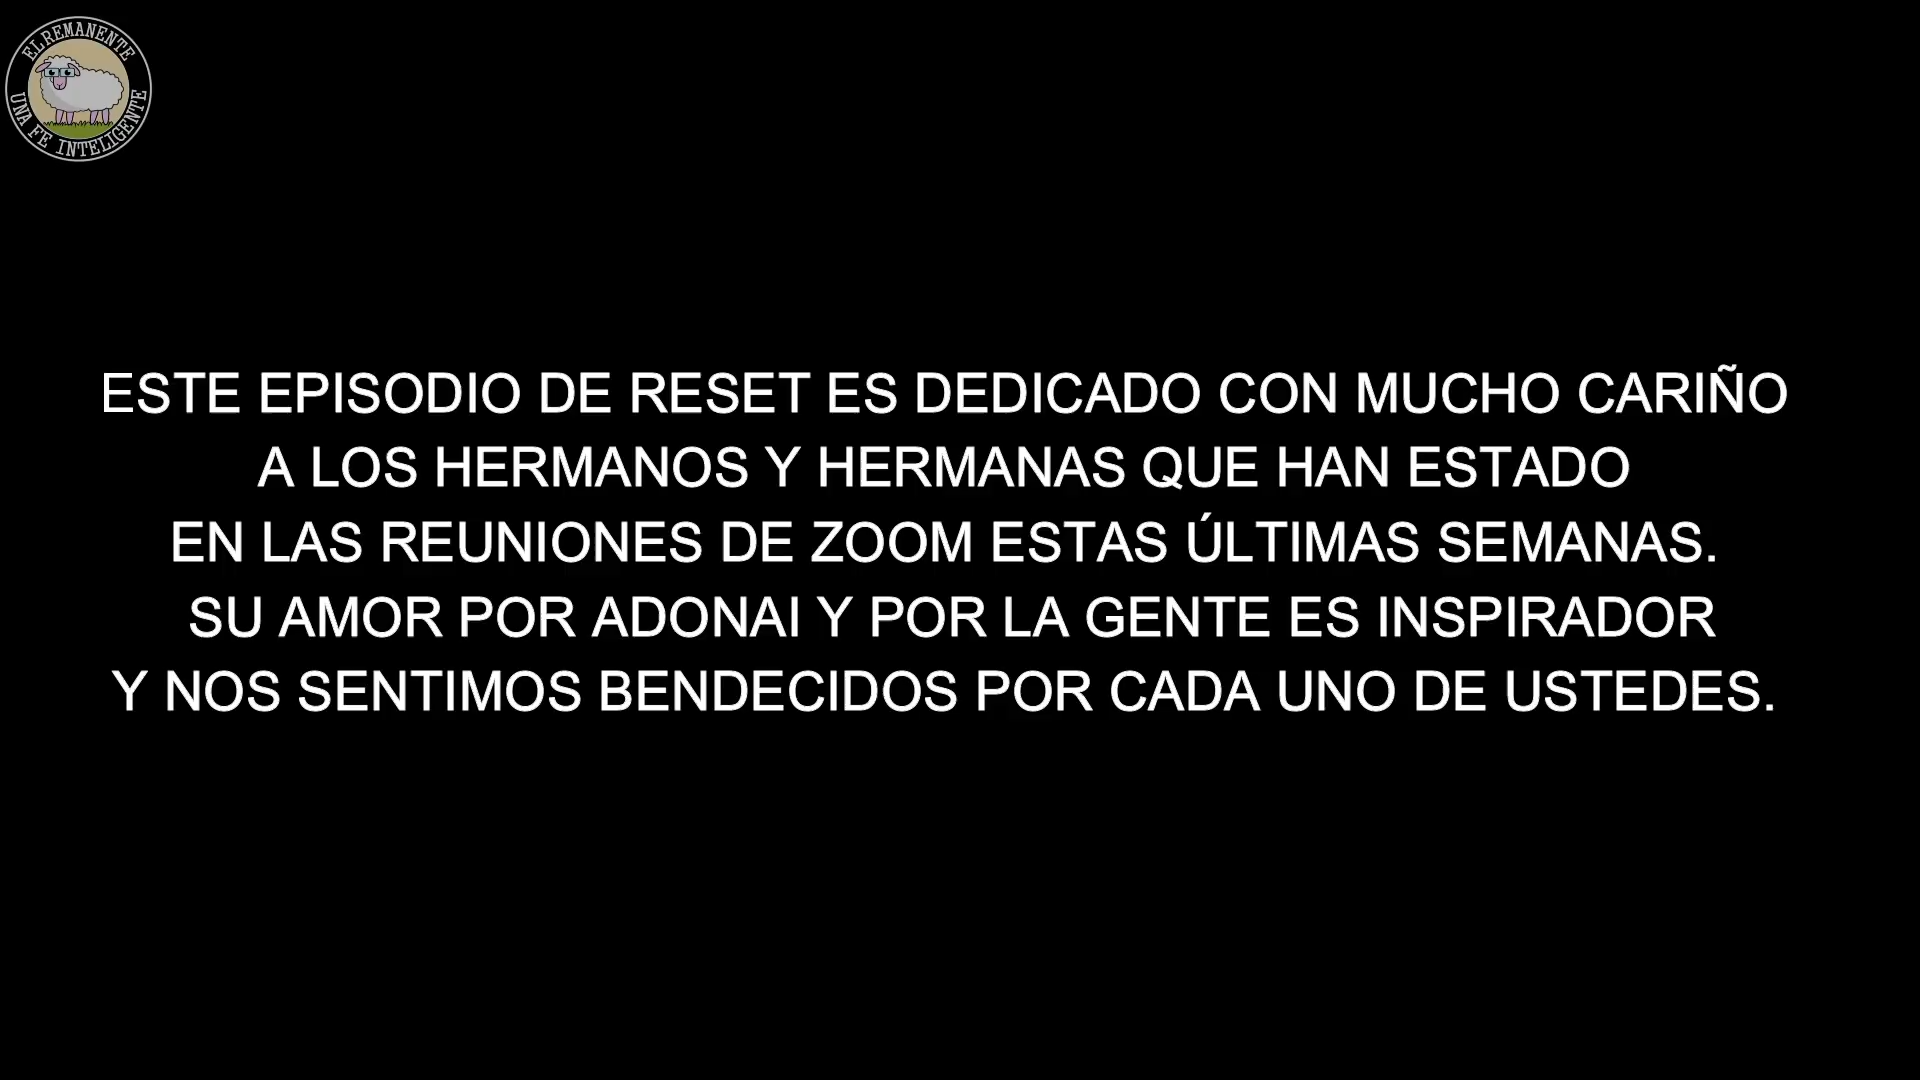 EL REMANENTE
UNA FE INTELIGENTE
ESTE EPISODIO DE RESET ES DEDICADO CON MUCHO CARIÑO
A LOS HERMANOS Y HERMANAS QUE HAN ESTADO
EN LAS REUNIONES DE ZOOM ESTAS ÚLTIMAS SEMANAS.
SU AMOR POR ADONAI Y POR LA GENTE ES INSPIRADOR
Y NOS SENTIMOS BENDECIDOS POR CADA UNO DE USTEDES.